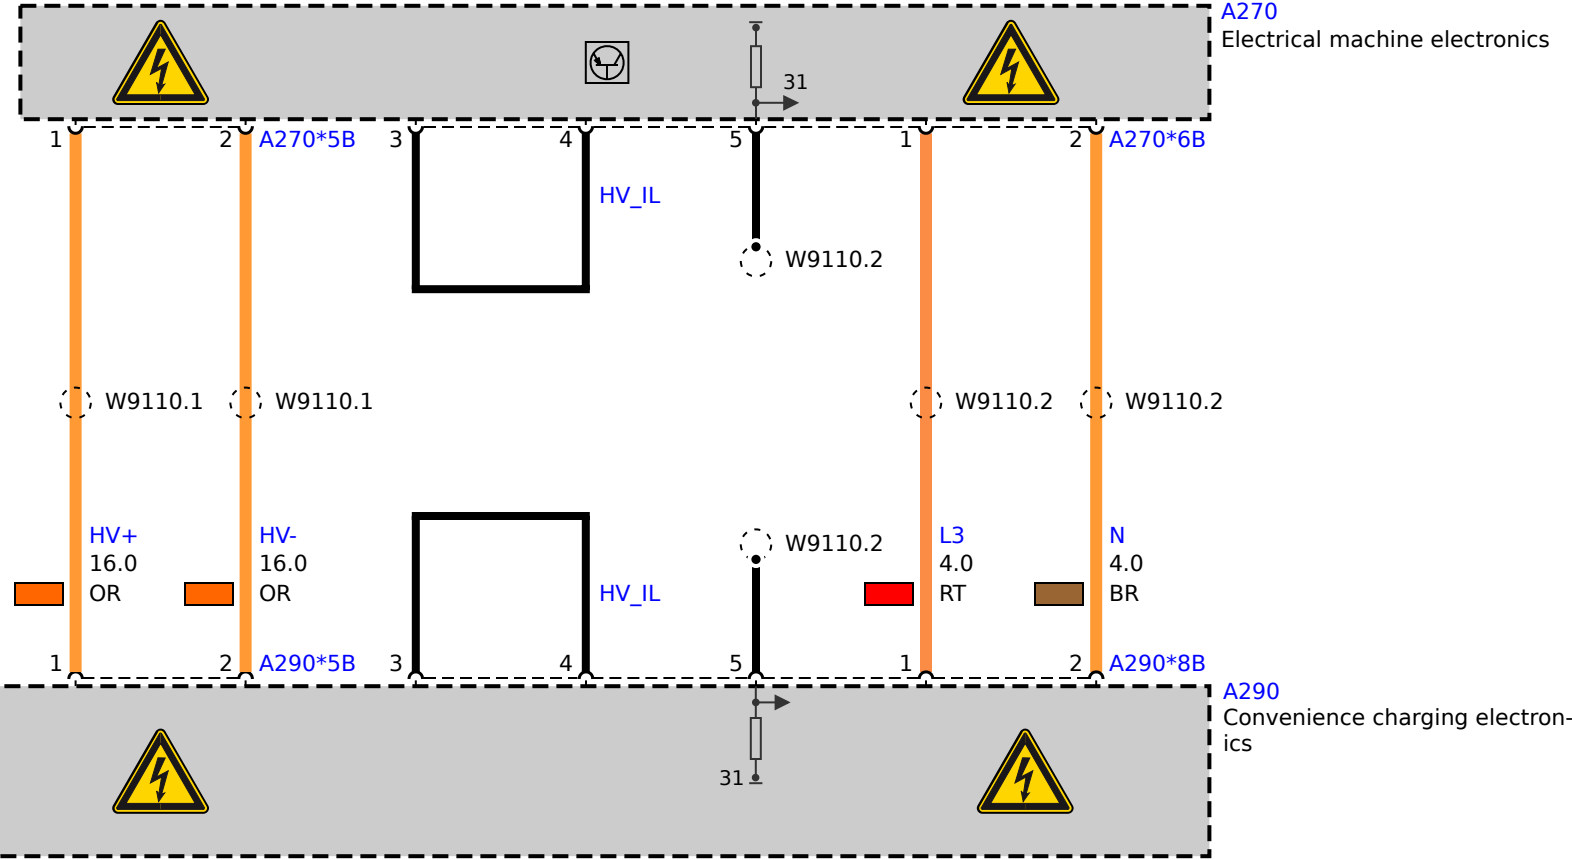 A270
Electrical machine electronics
31
1
2
A270*5B
3
4
5
1
2
A270*6B
HV_IL
W9110.2
W9110.1
W9110.1
W9110.2
W9110.2
HV+
16.0
OR
HV-
16.0
OR
W9110.2
HV_IL
L3
4.0
RT
N
4.0
BR
1
2
A290*5B
3
4
5
1
2
A290*8B
A290
Convenience charging electron-
ics
31